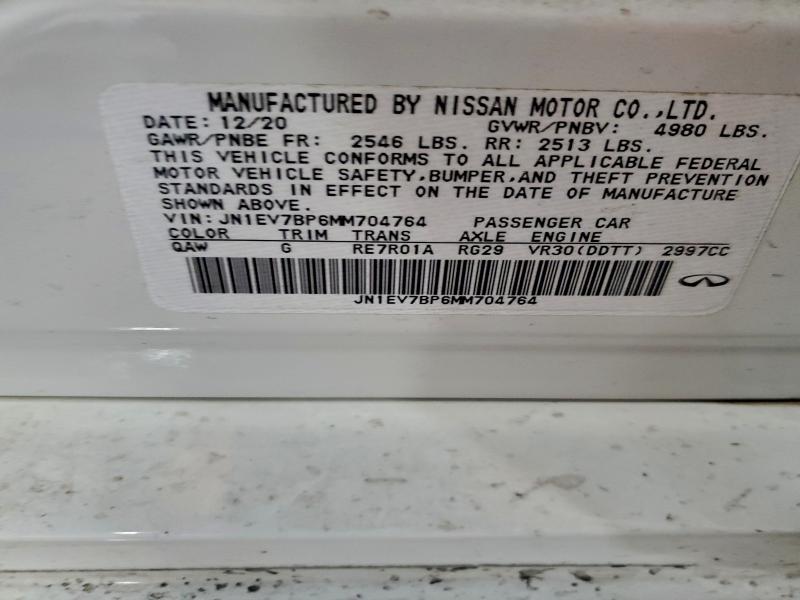 MANUFACTURED BY NISSAN MOTOR CO.,LTD.
DATE: 12/20 GVWR/PNBV: 4980 LBS.
GAWR/PNBE FR: 2546 LBS. RR: 2513 LBS.
THIS VEHICLE CONFORMS TO ALL APPLICABLE FEDERAL
MOTOR VEHICLE SAFETY,BUMPER,AND THEFT PREVENTION
STANDARDS IN EFFECT ON THE DATE OF MANUFACTURE
SHOWN ABOVE.
VIN: JN1EV7BP6MM704764 PASSENGER CAR
COLOR TRIM TRANS AXLE ENGINE
QAW G RE7R01A RG29 VR30(DDTT) 2997CC
JN1EV7BP6MM704764